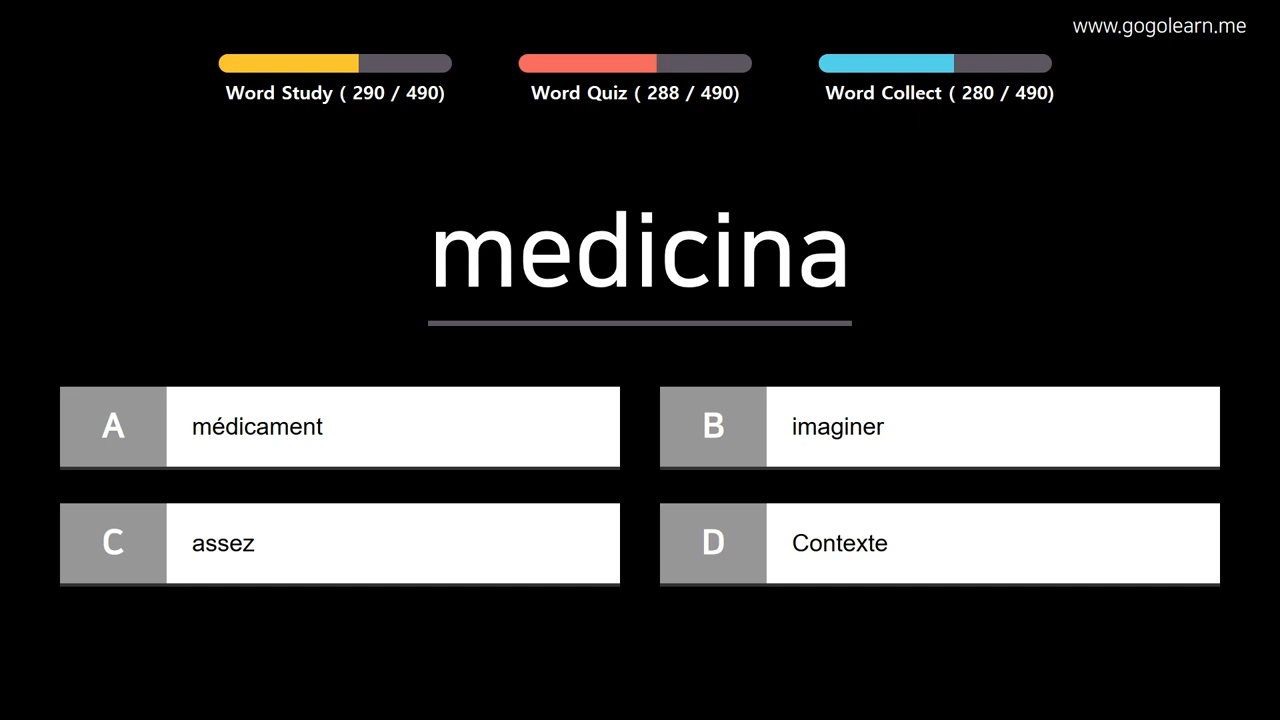 www.gogolearn.me
Word Study ( 290 / 490)
Word Quiz ( 288 / 490)
Word Collect ( 280 / 490)
medicina
A médicament
B imaginer
C assez
D Contexte